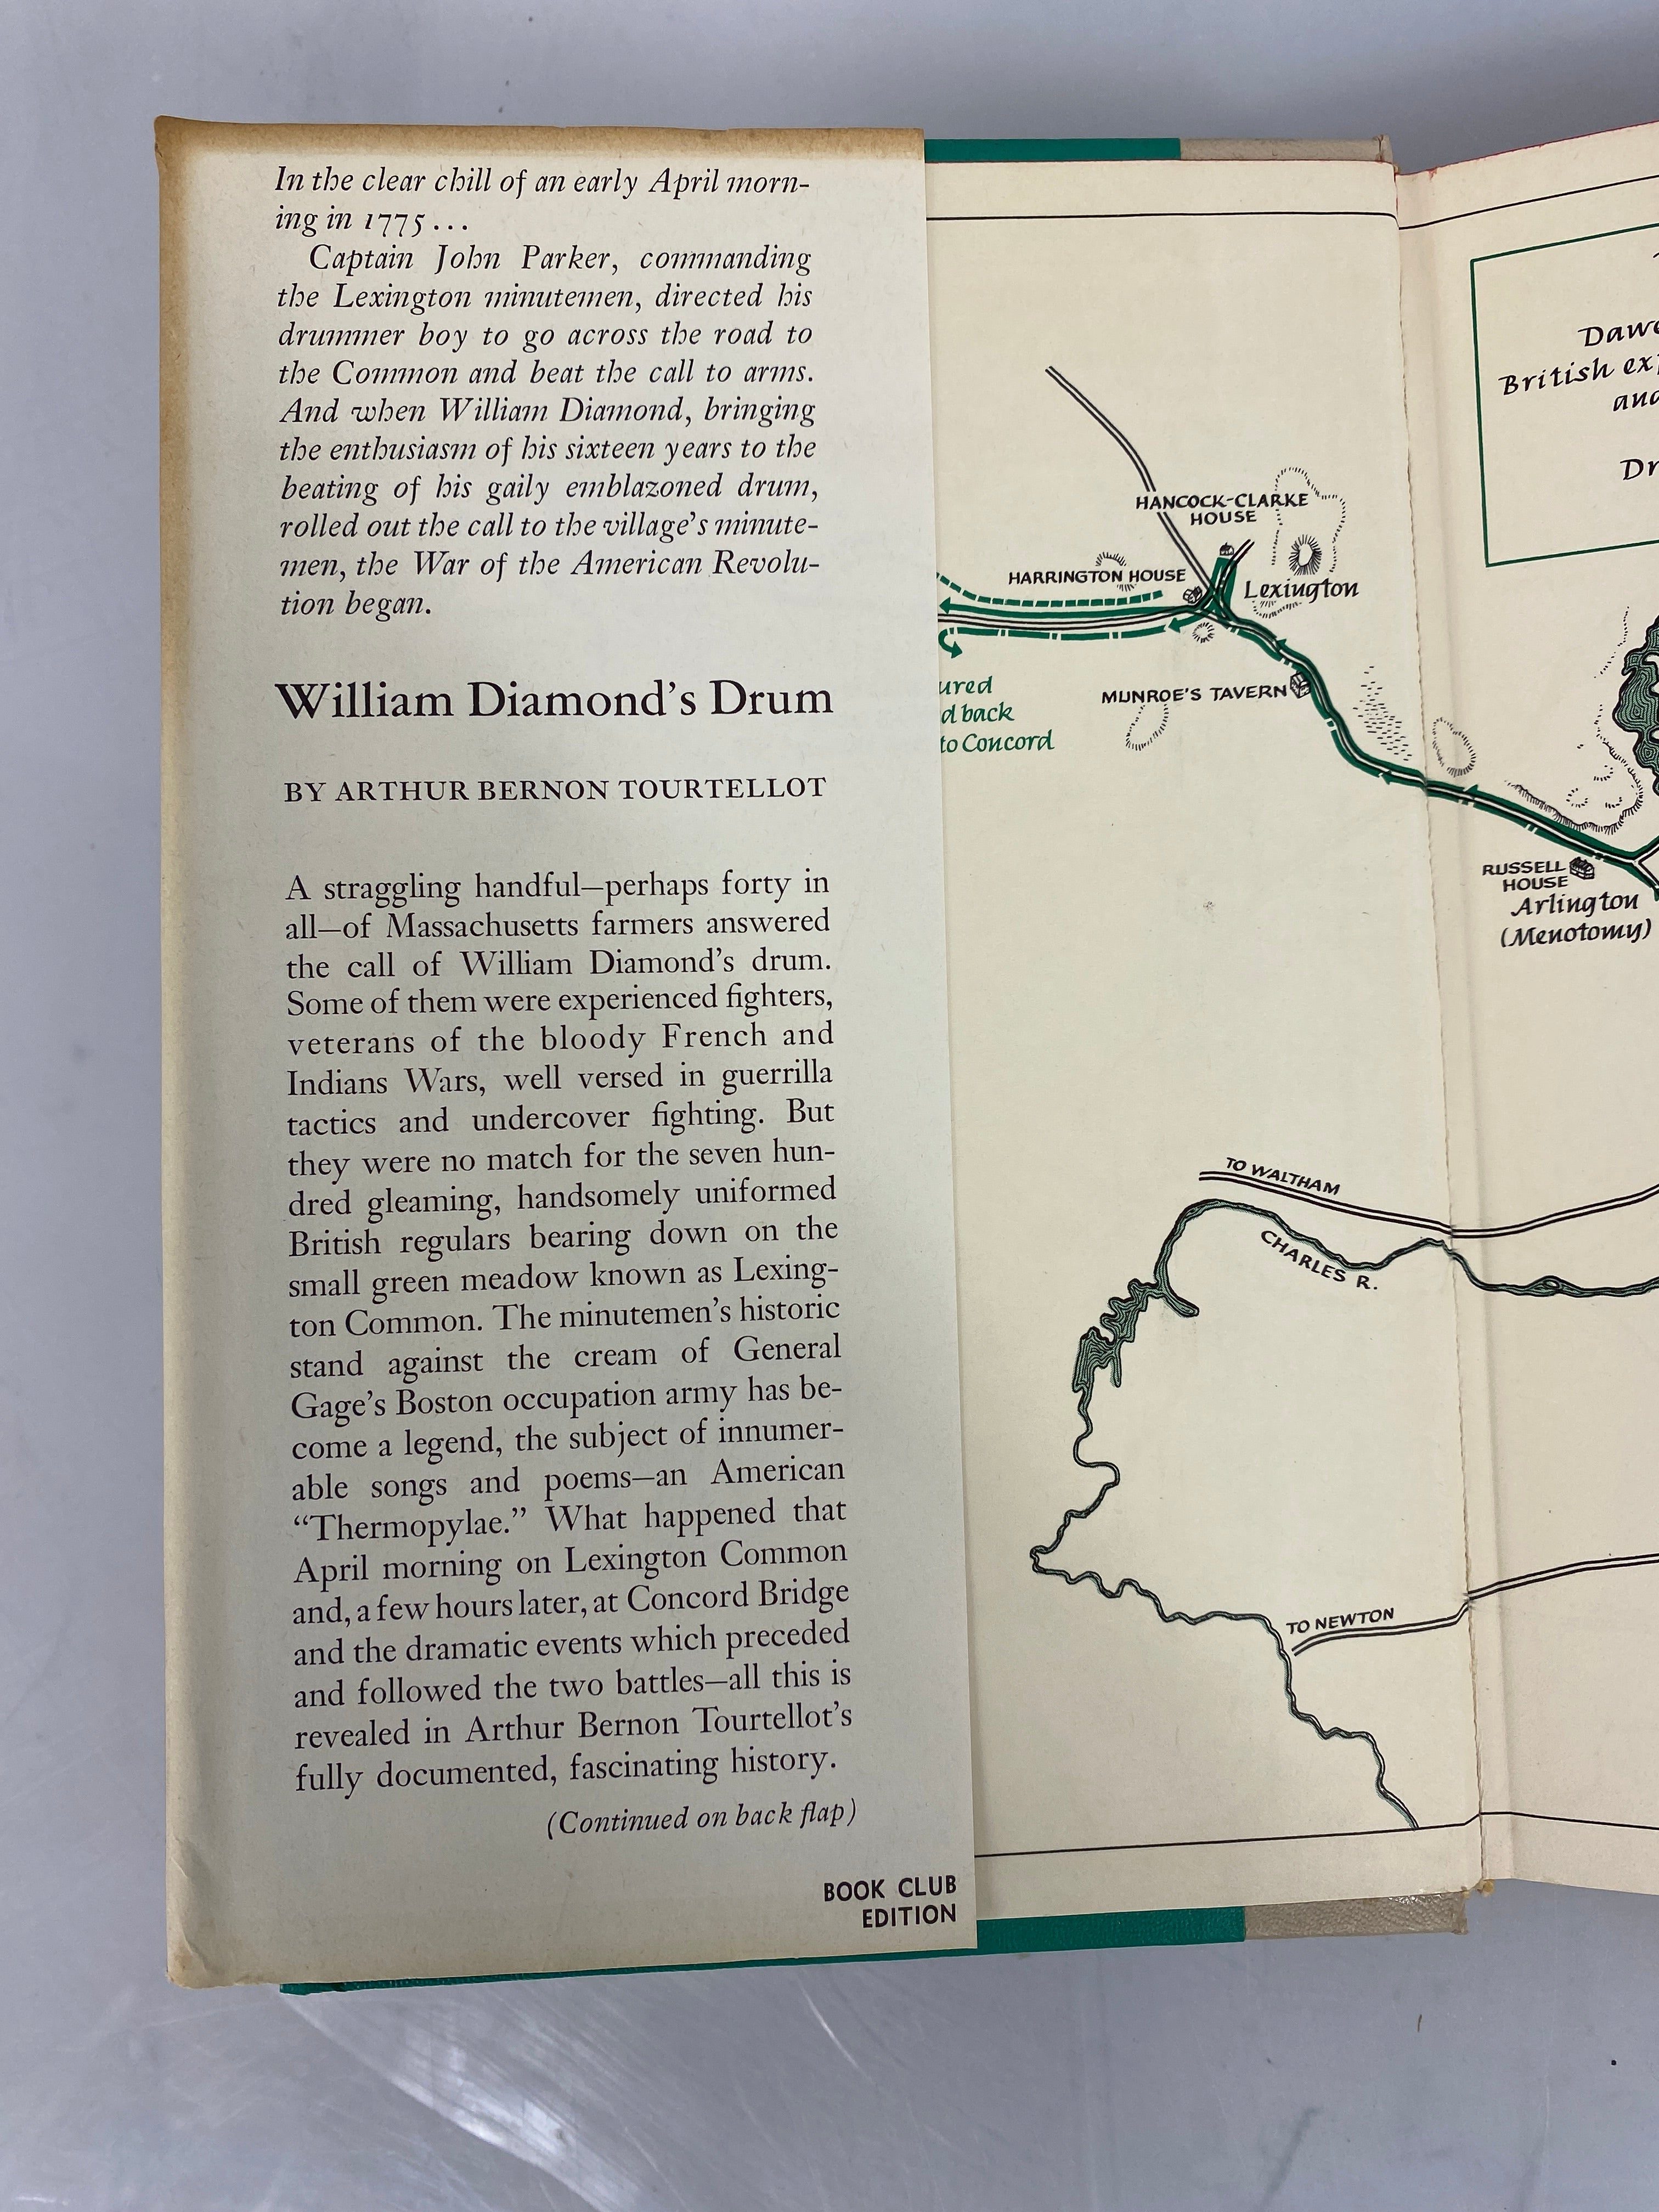 In the clear chill of an early April morn-
ing in 1775 ...
Captain John Parker, commanding
the Lexington minutemen, directed his
drummer boy to go across the road to
the Common and beat the call to arms.
And when William Diamond, bringing
the enthusiasm of his sixteen years to the
beating of his gaily emblazoned drum,
rolled out the call to the village's minute-
men, the War of the American Revolu-
tion began.
William Diamond's Drum
BY ARTHUR BERNON TOURTELLOT
A straggling handful—perhaps forty in
all—of Massachusetts farmers answered
the call of William Diamond's drum.
Some of them were experienced fighters,
veterans of the bloody French and
Indians Wars, well versed in guerrilla
tactics and undercover fighting. But
they were no match for the seven hun-
dred gleaming, handsomely uniformed
British regulars bearing down on the
small green meadow known as Lexing-
ton Common. The minutemen's historic
stand against the cream of General
Gage's Boston occupation army has be-
come a legend, the subject of innumer-
able songs and poems—an American
"Thermopylae." What happened that
April morning on Lexington Common
and, a few hours later, at Concord Bridge
and the dramatic events which preceded
and followed the two battles—all this is
revealed in Arthur Bernon Tourtellot's
fully documented, fascinating history.
(Continued on back flap)
BOOK CLUB
EDITION
HANCOCK-CLARKE
HOUSE
HARRINGTON HOUSE
Lexington
MUNROE'S TAVERN
ured
d back
to Concord
RUSSELL
HOUSE
Arlington
(Menotomy)
TO WALTHAM
CHARLES R.
TO NEWTON
British